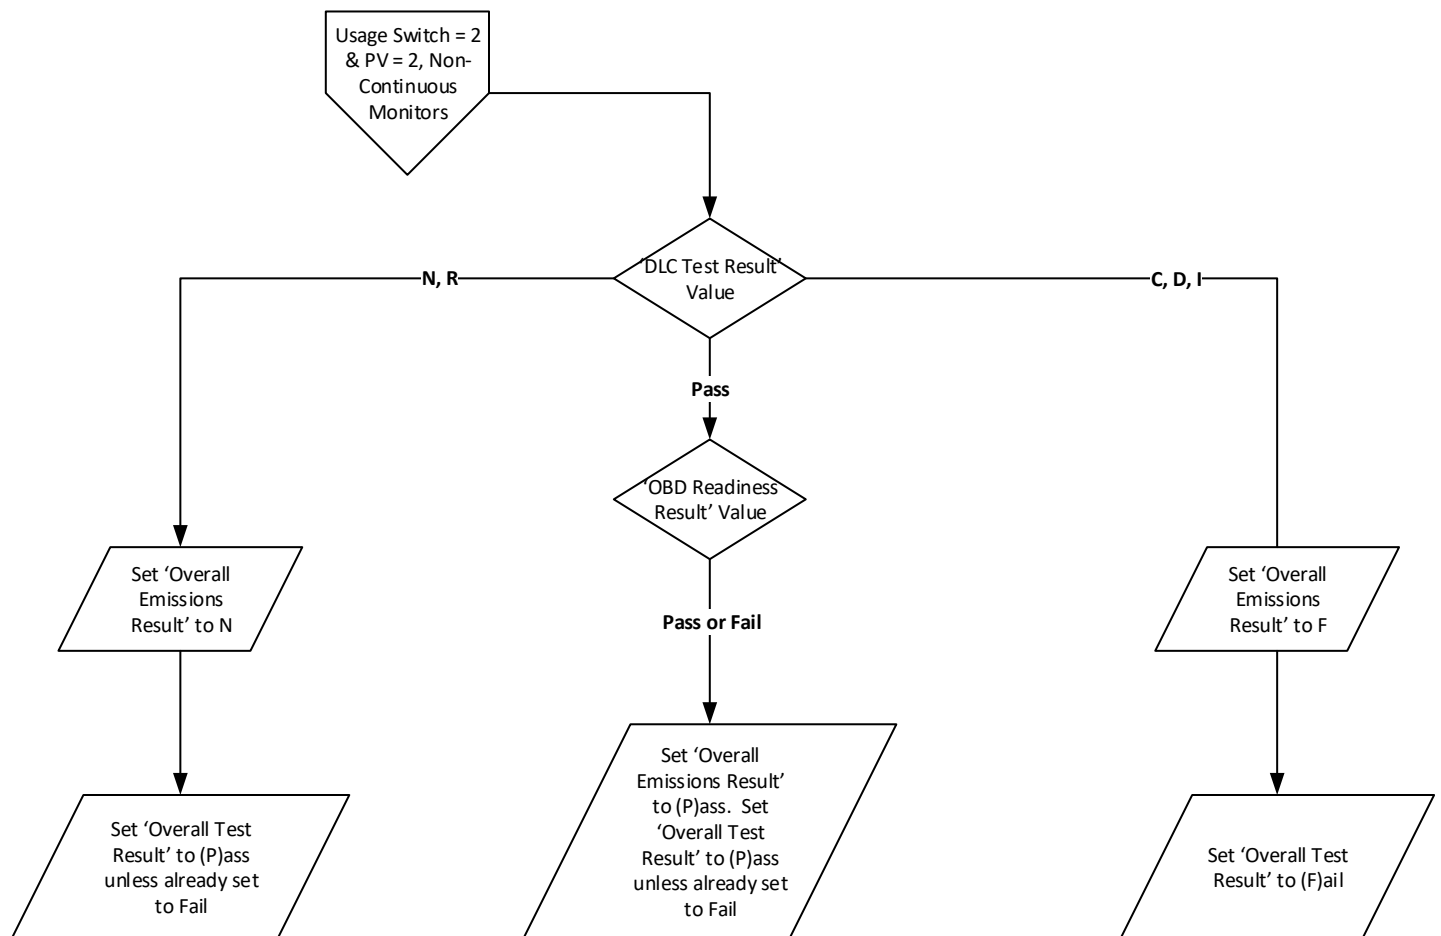 Usage Switch = 2
& PV = 2, Non-
Continuous
Monitors
‘DLC Test Result’
Value
N, R
C, D, I
Pass
‘OBD Readiness
Result’ Value
Pass or Fail
Set ‘Overall
Emissions
Result’ to N
Set ‘Overall
Emissions
Result’ to F
Set ‘Overall
Emissions Result’
to (P)ass.  Set
‘Overall Test
Result’ to (P)ass
unless already set
to Fail
Set ‘Overall Test
Result’ to (P)ass
unless already set
to Fail
Set ‘Overall Test
Result’ to (F)ail